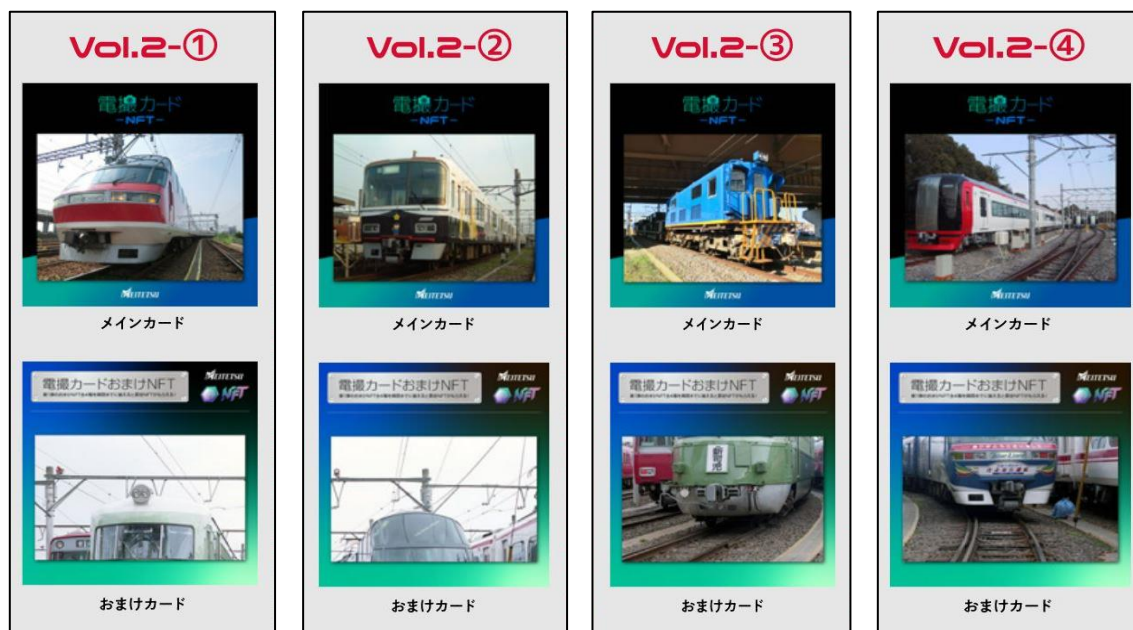 Vol.2-①
電撮カード
-NFT-
MEITETSU
メインカード
電撮カードおまけNFT
MEITETSU
NFT
おまけカード
Vol.2-②
電撮カード
-NFT-
MEITETSU
メインカード
電撮カードおまけNFT
MEITETSU
NFT
おまけカード
Vol.2-③
電撮カード
-NFT-
MEITETSU
メインカード
電撮カードおまけNFT
MEITETSU
NFT
おまけカード
Vol.2-④
電撮カード
-NFT-
MEITETSU
メインカード
電撮カードおまけNFT
MEITETSU
NFT
おまけカード